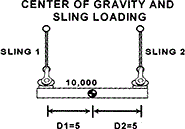 CENTER OF GRAVITY AND
SLING LOADING
SLING 1
SLING 2
10,000
D1=5
D2=5